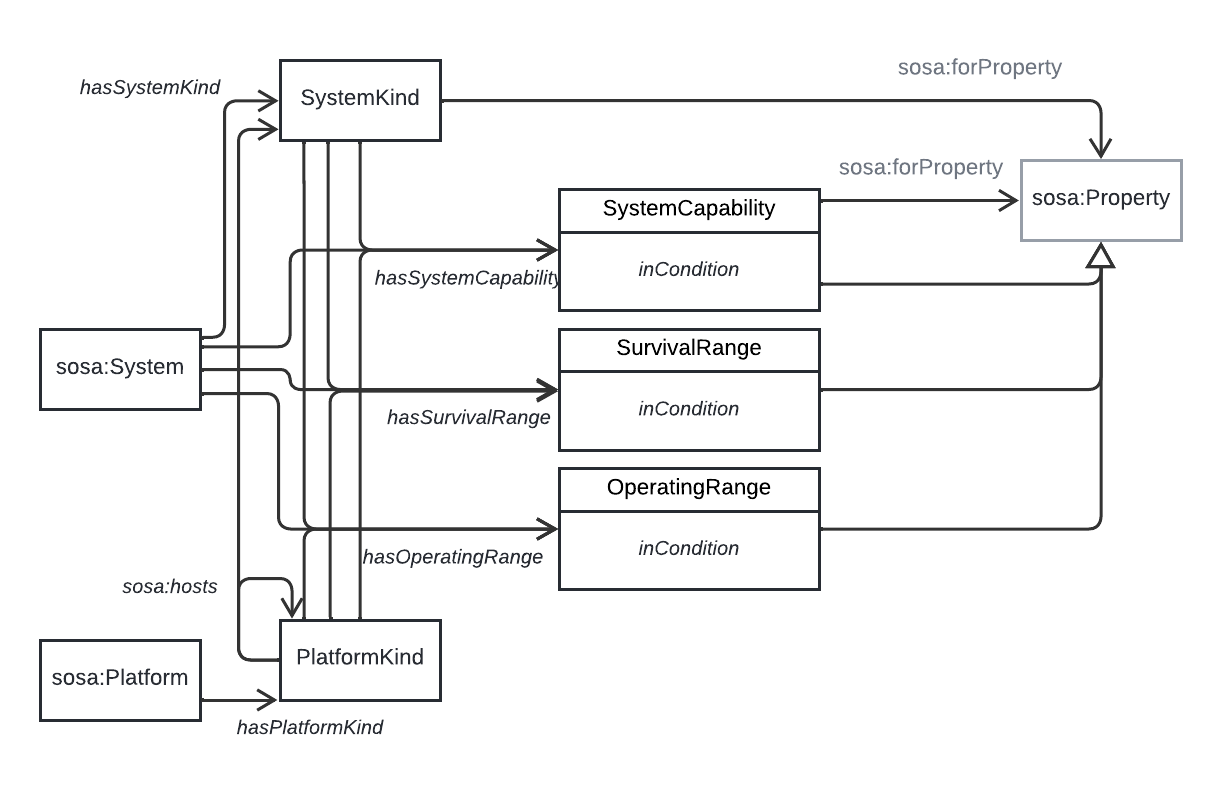 sosa:forProperty
hasSystemKind
SystemKind
sosa:forProperty
sosa:Property
SystemCapability
inCondition
hasSystemCapability
SurvivalRange
sosa:System
inCondition
hasSurvivalRange
OperatingRange
inCondition
hasOperatingRange
sosa:hosts
PlatformKind
sosa:Platform
hasPlatformKind